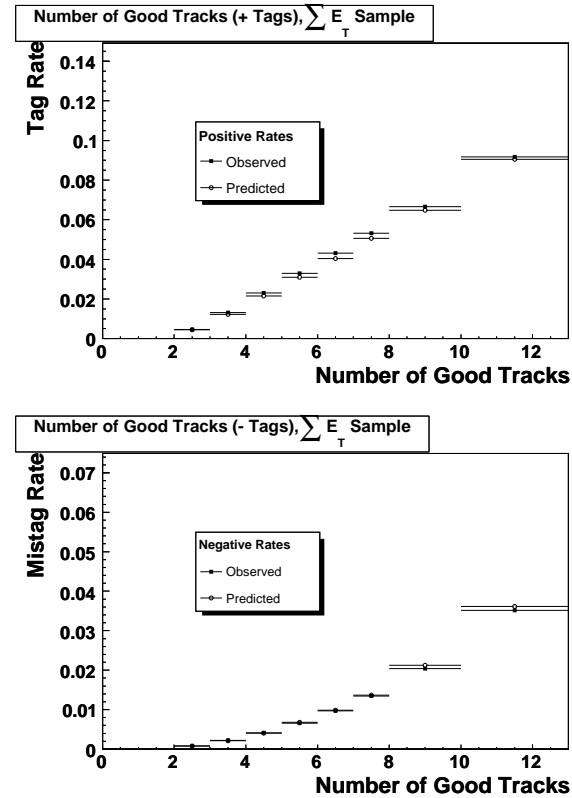 Number of Good Tracks (+ Tags), ∑ E_T Sample
Tag Rate
0.14
0.12
0.1
0.08
0.06
0.04
0.02
0
Positive Rates
Observed
Predicted
0 2 4 6 8 10 12
Number of Good Tracks
Number of Good Tracks (- Tags), ∑ E_T Sample
Mistag Rate
0.07
0.06
0.05
0.04
0.03
0.02
0.01
0
Negative Rates
Observed
Predicted
0 2 4 6 8 10 12
Number of Good Tracks